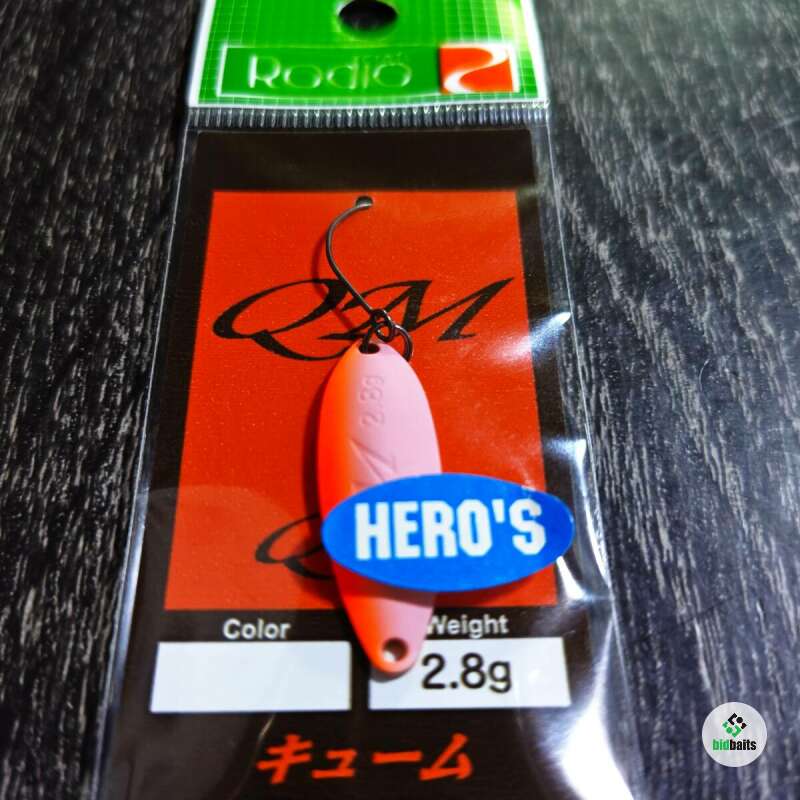 Rodio
QM
2.8g
HERO'S
Color
Weight
2.8g
キューム
bidbaits